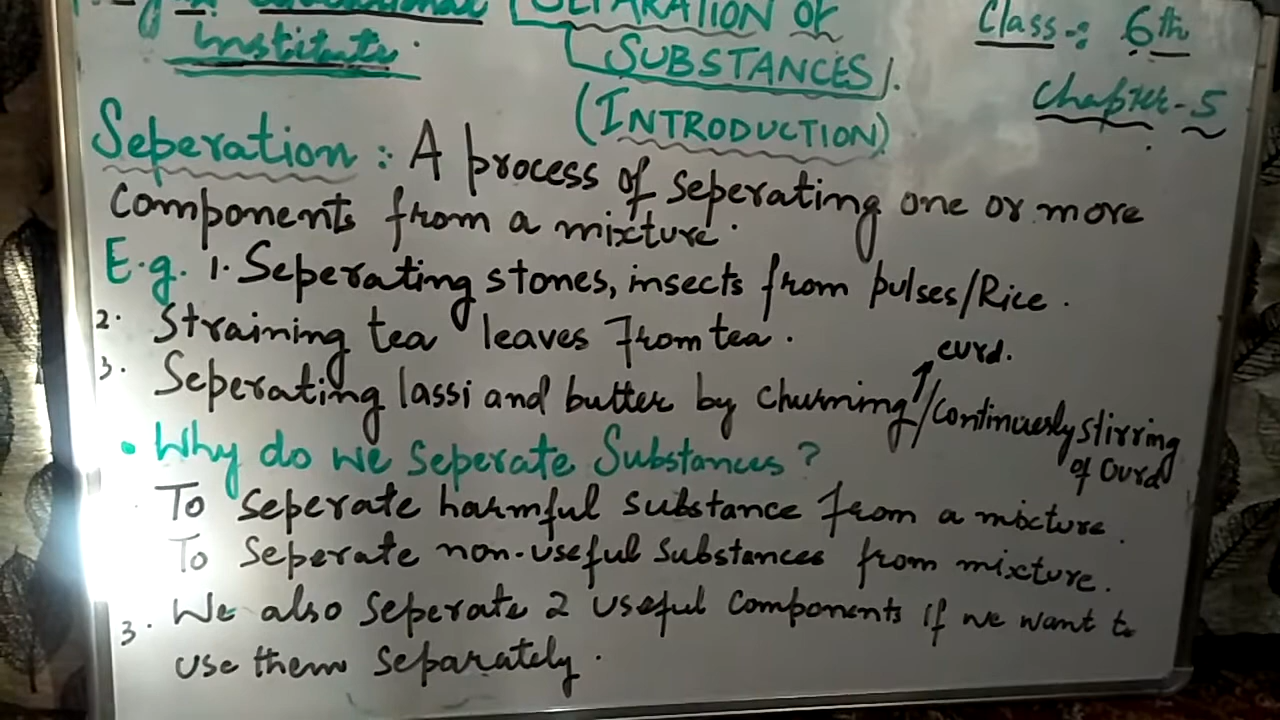 Institute.
SEPARATION OF
SUBSTANCES).
(INTRODUCTION)
Class-: 6th
Chapter-5
Seperation: A process of seperating one or more
components from a mixture.
E.g. 1. Seperating stones, insects from pulses/Rice.
2. Straining tea leaves from tea.
3. Seperating lassi and butter by churning/continuesly stirring
of curd
curd.
• Why do we seperate Substances?
To seperate harmful substance from a mixture.
To seperate non-useful substances from mixture.
3. We also seperate 2 useful components if we want to
use them separately.